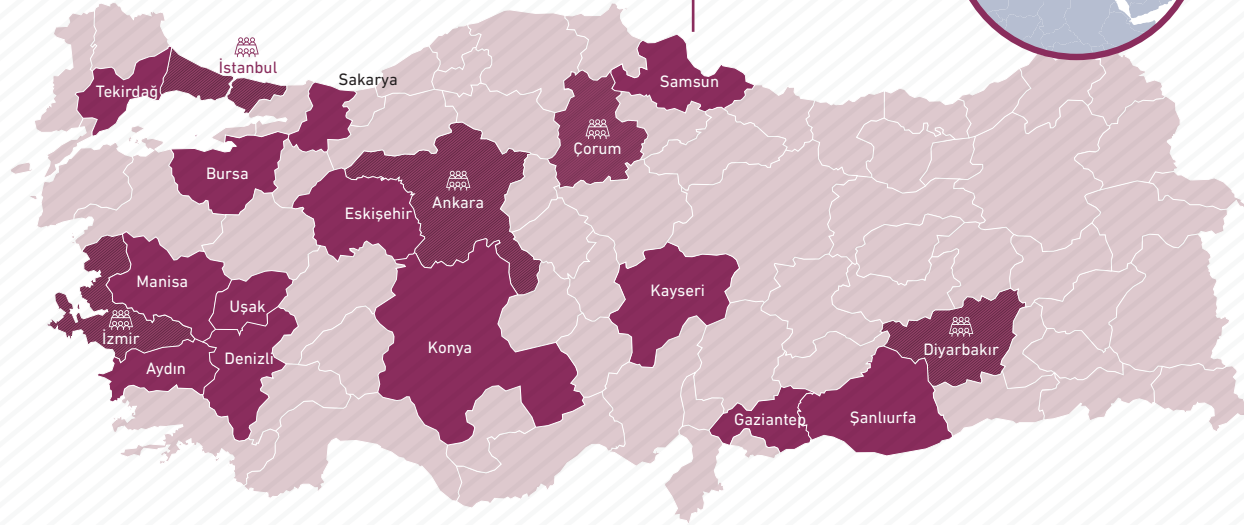 İstanbul
Sakarya
Samsun
Tekirdağ
Çorum
Bursa
Ankara
Eskişehir
Manisa
Kayseri
Uşak
İzmir
Konya
Diyarbakır
Denizli
Aydın
Gaziantep
Şanlıurfa